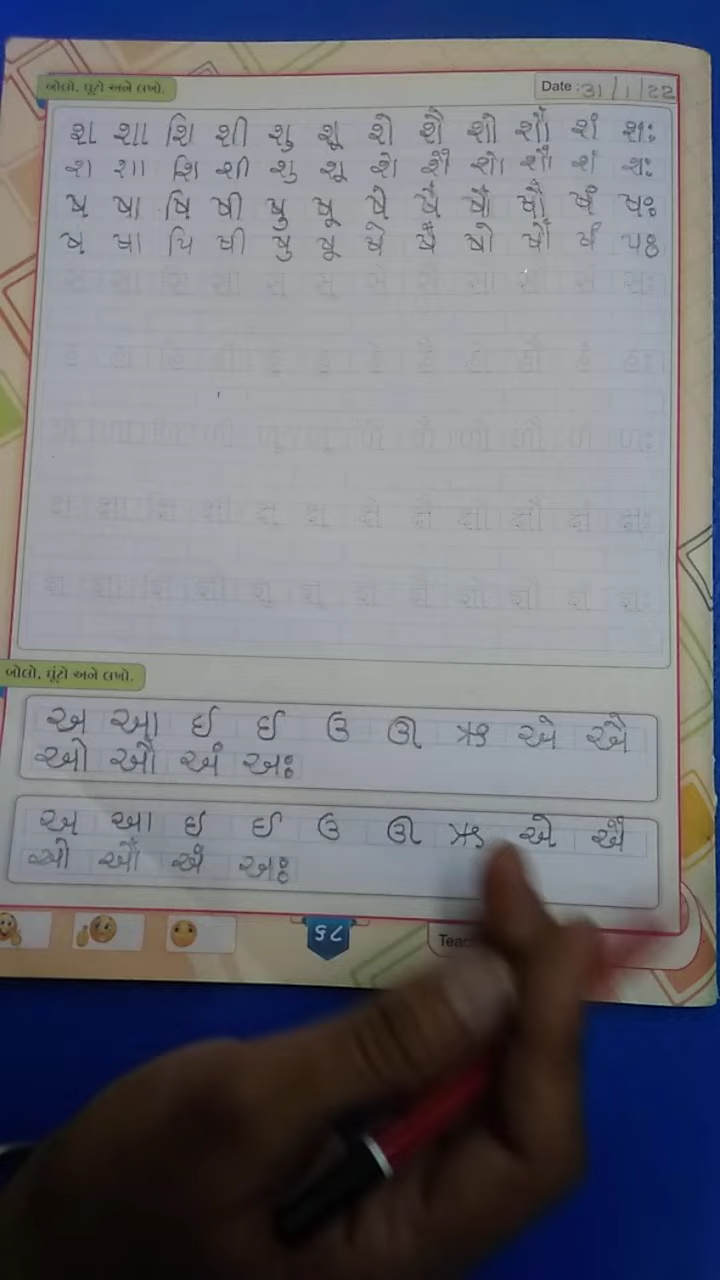 બોલો, ઘૂંટો અને લખો.
Date : 31/1/22
શ શા શિ શી શુ શૂ શે શૈ શો શૌ શં શઃ
શ શા શિ શી શુ શૂ શે શૈ શો શૌ શં શઃ
ષ ષા ષિ ષી ષુ ષૂ ષે ષૈ ષો ષૌ ષં ષઃ
ષ ષા ષિ ષી ષુ ષૂ ષે ષૈ ષો ષૌ ષં ષઃ
સ સા સિ સી સુ સૂ સે સૈ સો સૌ સં સઃ
હ હા હિ હી હુ હૂ હે હૈ હો હૌ હં હઃ
ળ ળા ળિ ળી ળુ ળૂ ળે ળૈ ળો ળૌ ળં ળઃ
ક્ષ ક્ષા ક્ષિ ક્ષી ક્ષુ ક્ષૂ ક્ષે ક્ષૈ ક્ષો ક્ષૌ ક્ષં ક્ષઃ
જ્ઞ જ્ઞા જ્ઞિ જ્ઞી જ્ઞુ જ્ઞૂ જ્ઞે જ્ઞૈ જ્ઞો જ્ઞૌ જ્ઞં જ્ઞઃ
બોલો, ઘૂંટો અને લખો.
અ આ ઇ ઈ ઉ ઊ ઋ એ ઐ
ઓ ઔ અં અઃ
અ આ ઇ ઈ ઉ ઊ ઋ એ ઐ
ઓ ઔ અં અઃ
૬૮